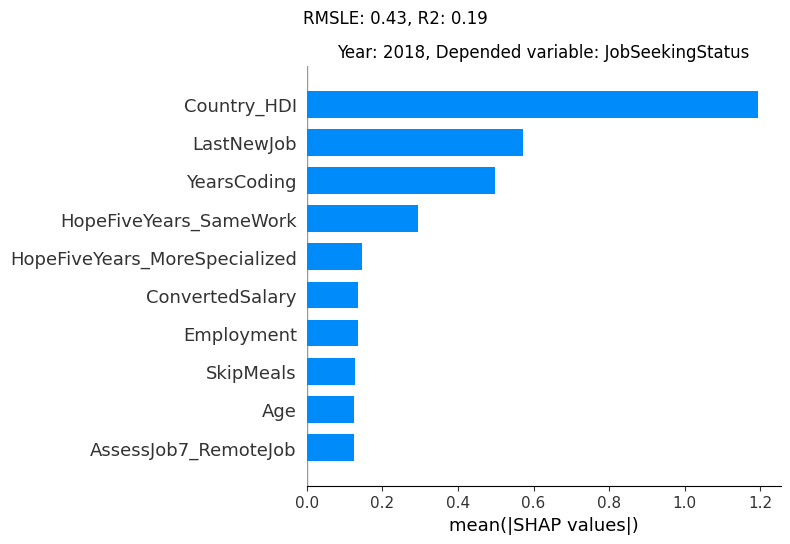 RMSLE: 0.43, R2: 0.19
Year: 2018, Depended variable: JobSeekingStatus
Country_HDI
LastNewJob
YearsCoding
HopeFiveYears_SameWork
HopeFiveYears_MoreSpecialized
ConvertedSalary
Employment
SkipMeals
Age
AssessJob7_RemoteJob
0.0 0.2 0.4 0.6 0.8 1.0 1.2
mean(|SHAP values|)